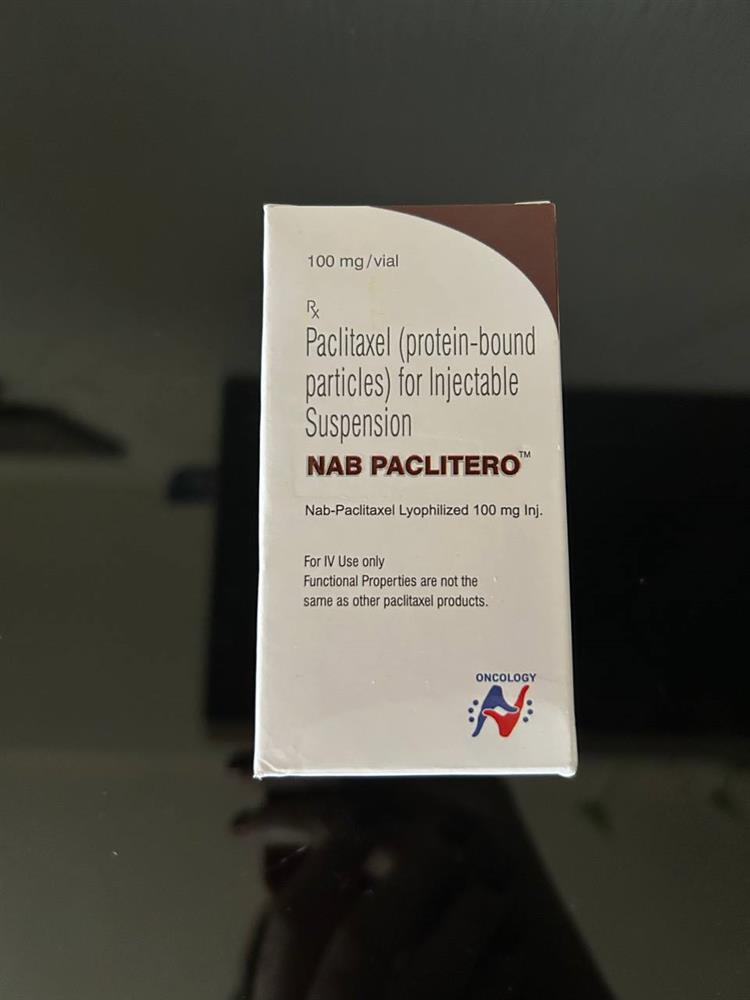 100 mg/vial
Rx
Paclitaxel (protein-bound
particles) for Injectable
Suspension
NAB PACLITERO™
Nab-Paclitaxel Lyophilized 100 mg Inj.
For IV Use only
Functional Properties are not the
same as other paclitaxel products.
ONCOLOGY